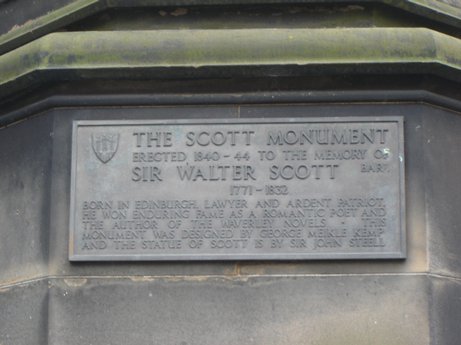 THE SCOTT MONUMENT
ERECTED 1840-44 TO THE MEMORY OF
SIR WALTER SCOTT BART.
1771-1832
BORN IN EDINBURGH, LAWYER AND ARDENT PATRIOT,
HE WON ENDURING FAME AS A ROMANTIC POET AND
THE AUTHOR OF "THE WAVERLEY NOVELS". THIS
MONUMENT WAS DESIGNED BY GEORGE MEIKLE KEMP
AND THE STATUE OF SCOTT IS BY SIR JOHN STEELL